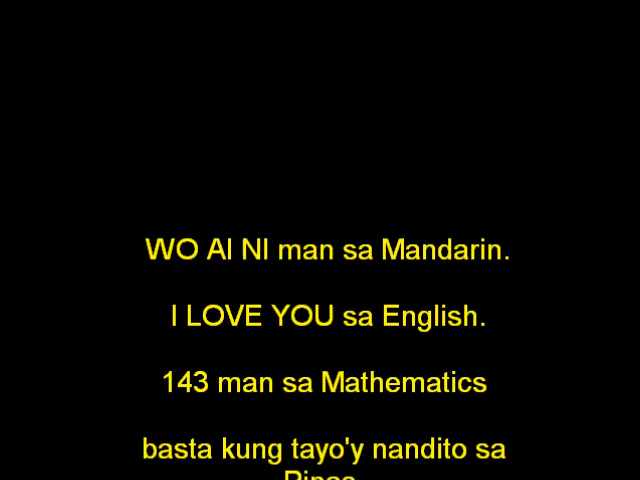 WO AI NI man sa Mandarin.
I LOVE YOU sa English.
143 man sa Mathematics
basta kung tayo'y nandito sa
Pinas